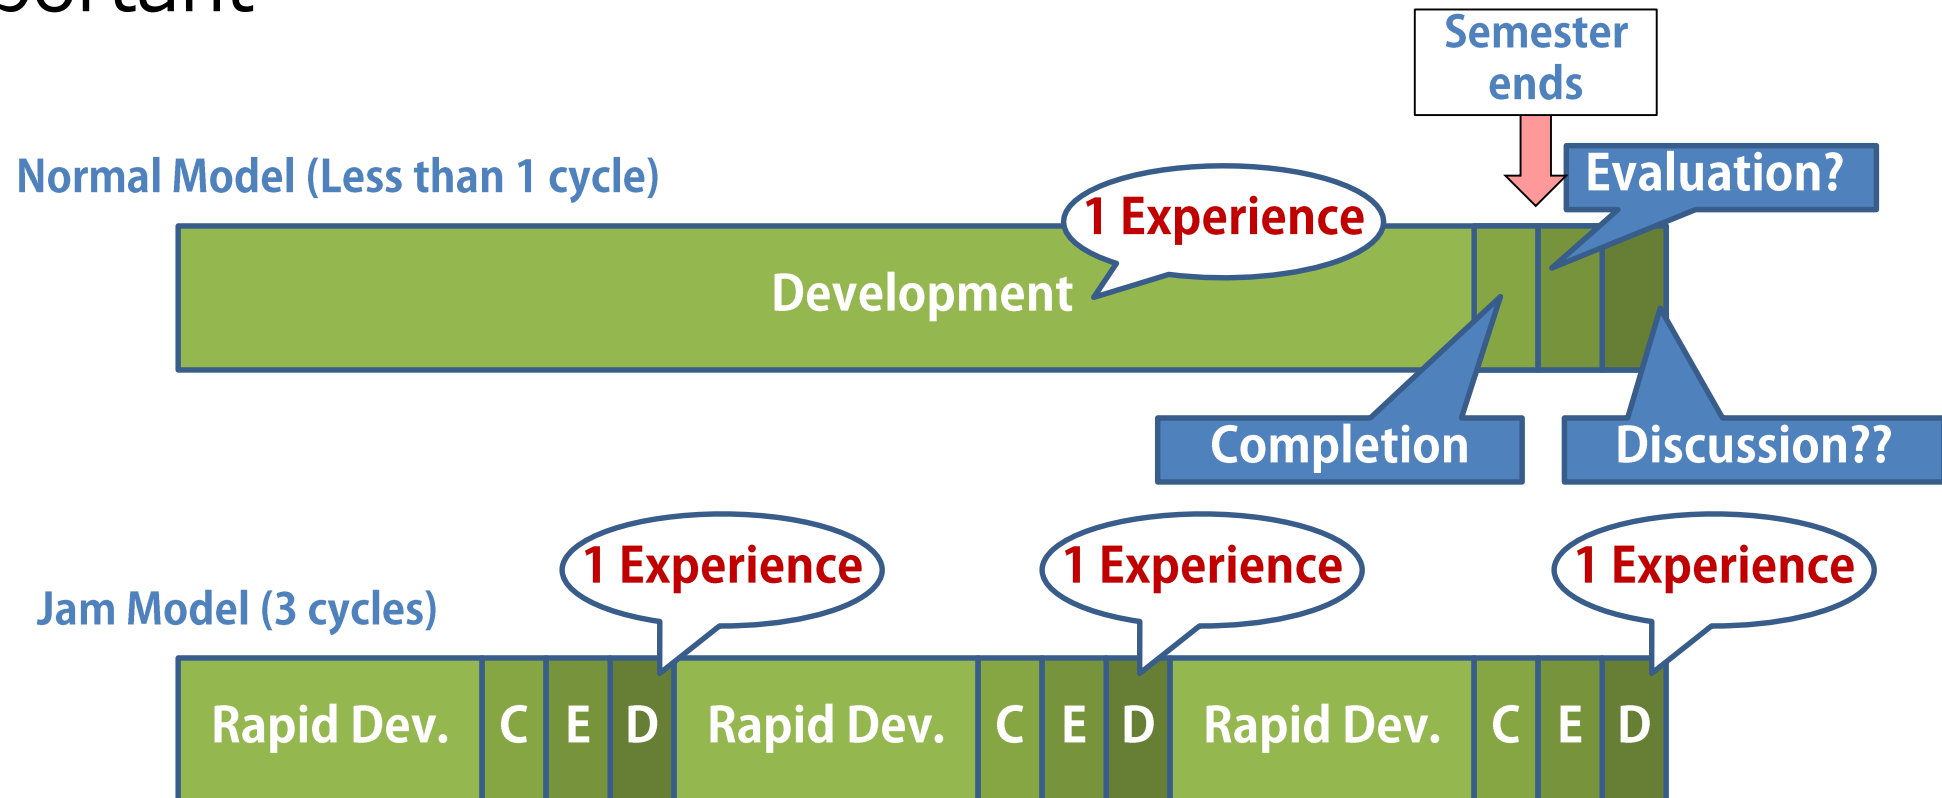 Semester
ends
Normal Model (Less than 1 cycle)
Evaluation?
1 Experience
Development
Completion
Discussion??
1 Experience
1 Experience
1 Experience
Jam Model (3 cycles)
Rapid Dev. C E D Rapid Dev. C E D Rapid Dev. C E D